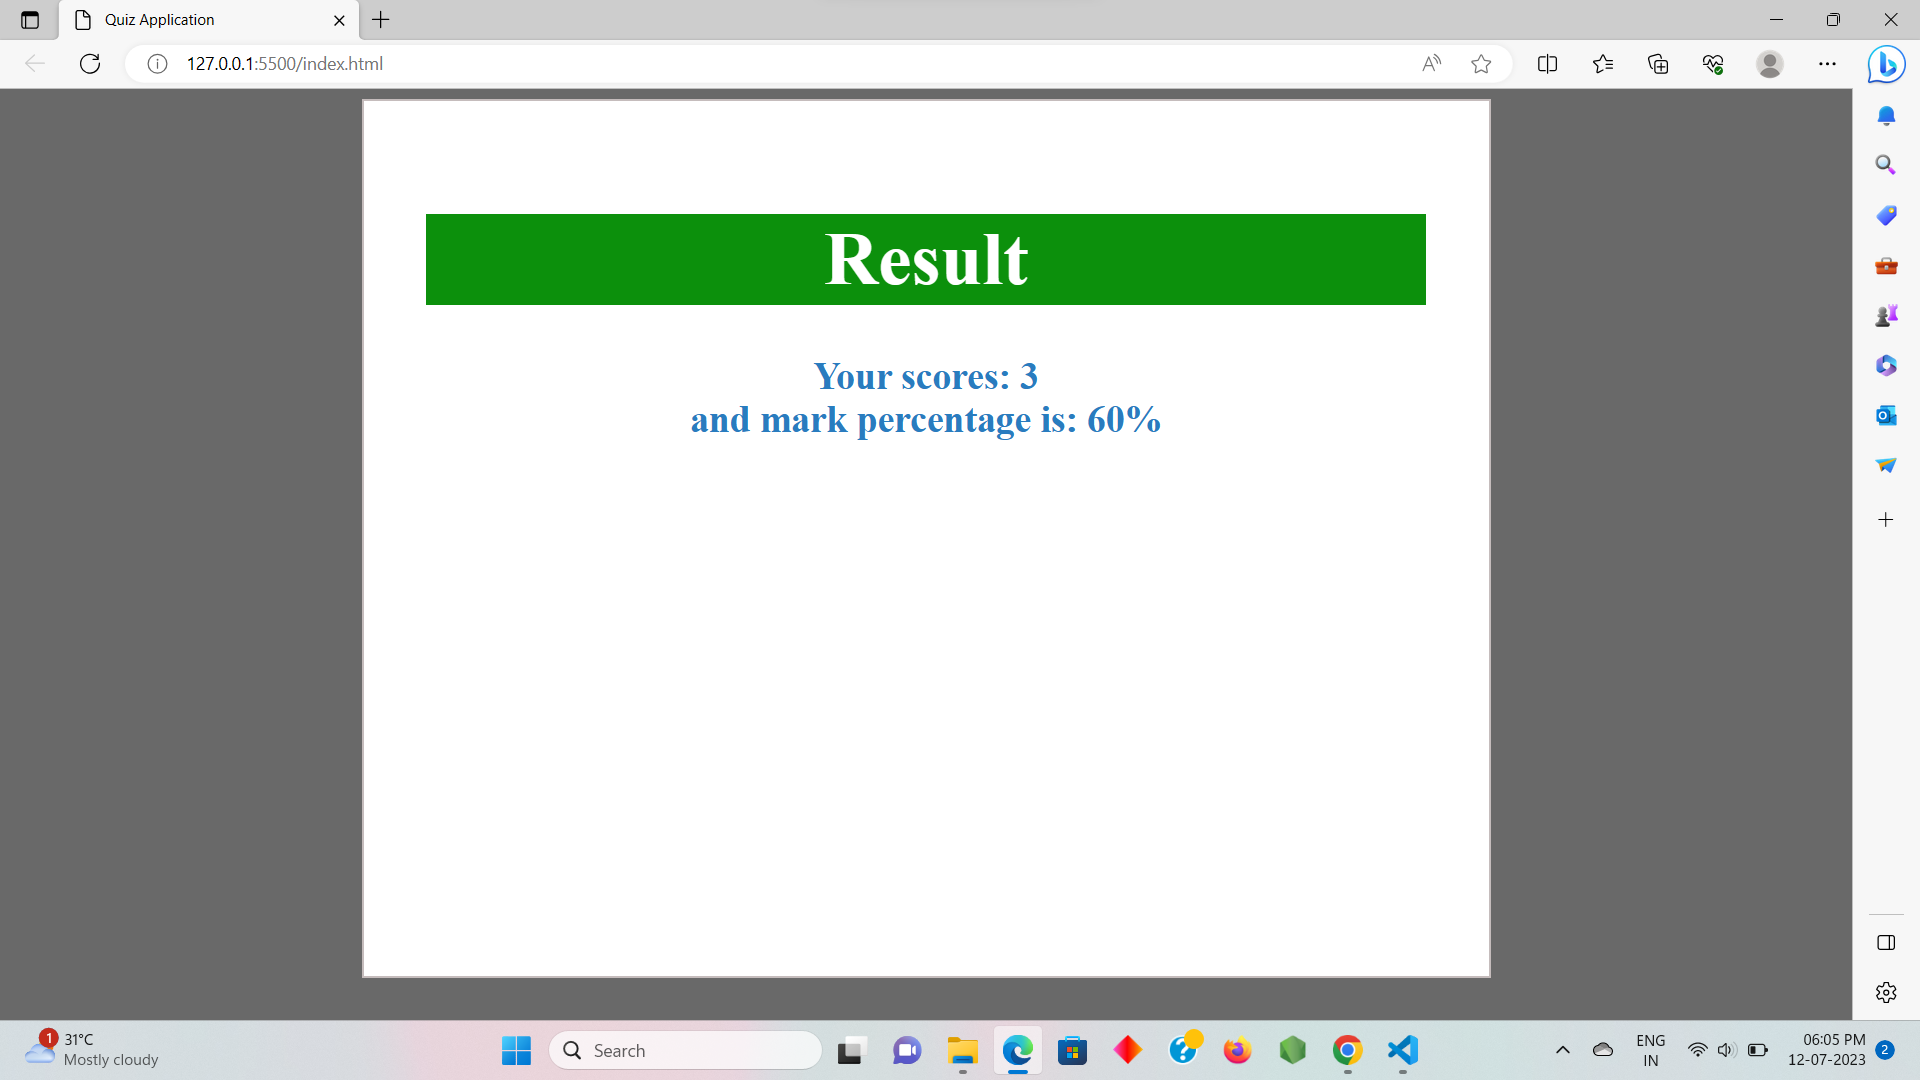 Quiz Application
127.0.0.1:5500/index.html
Result
Your scores: 3
and mark percentage is: 60%
1
31°C
Mostly cloudy
Search
ENG
IN
06:05 PM
12-07-2023
2